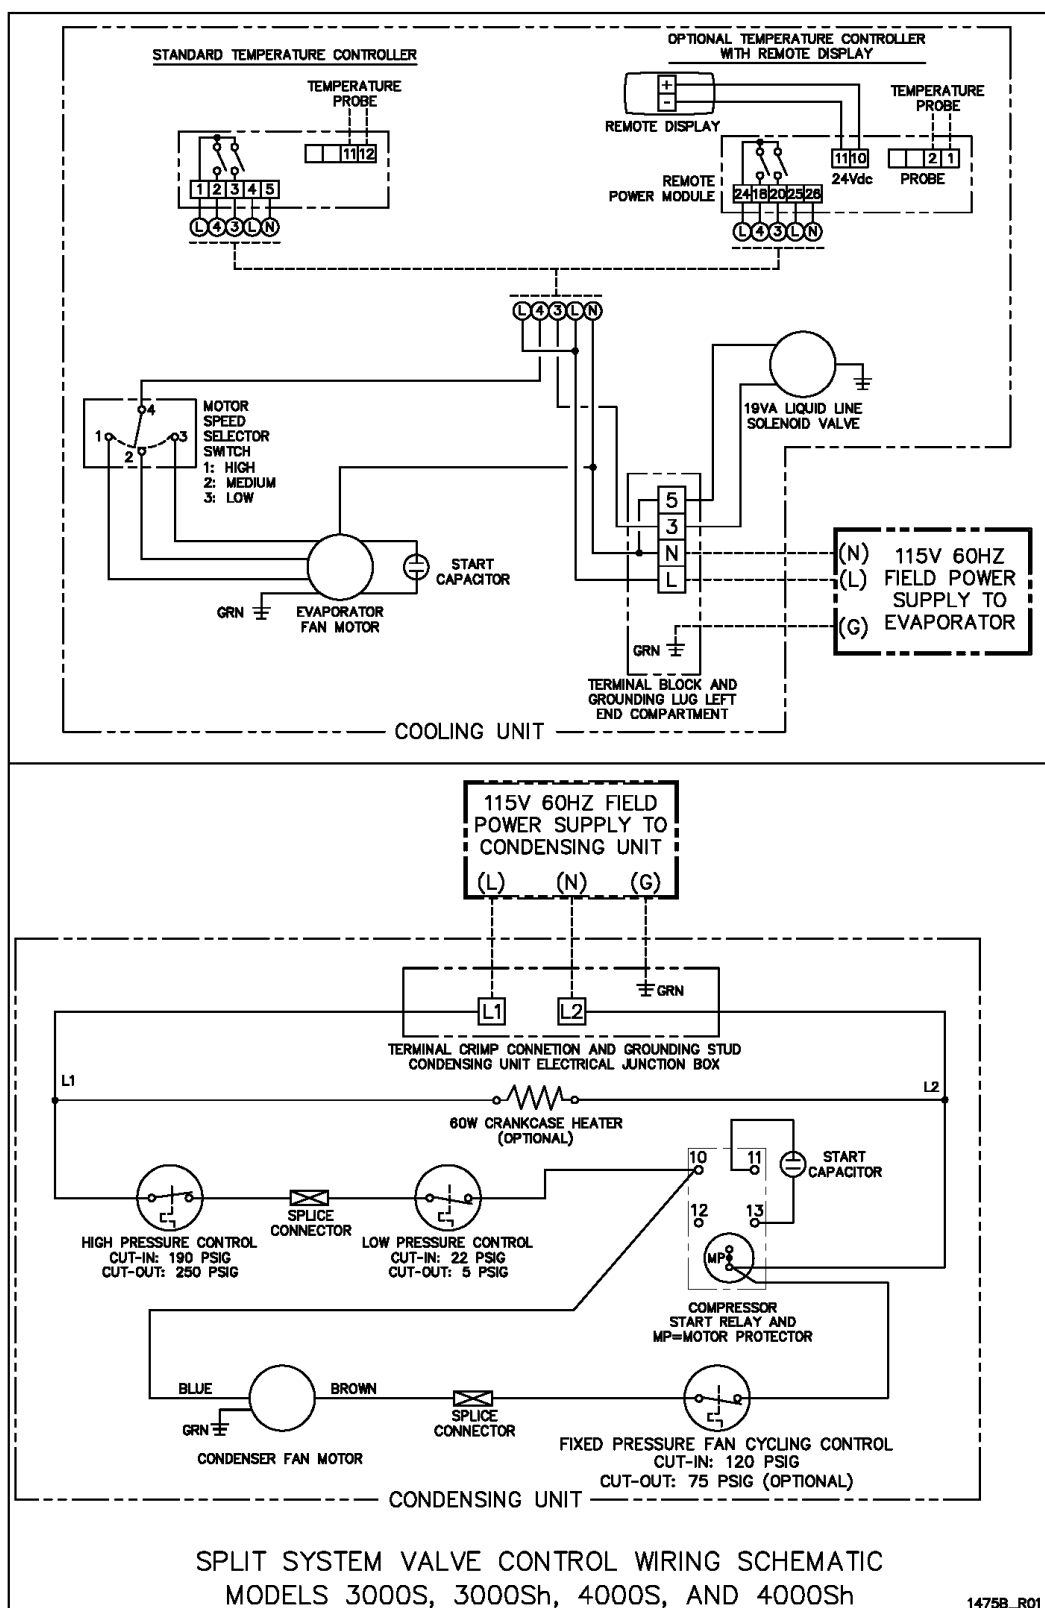 STANDARD TEMPERATURE CONTROLLER
TEMPERATURE
PROBE
11 12
1 2 3 4 5
L 4 3 L N
OPTIONAL TEMPERATURE CONTROLLER
WITH REMOTE DISPLAY
+
-
REMOTE DISPLAY
TEMPERATURE
PROBE
11 10
24Vdc
2 1
PROBE
REMOTE
POWER MODULE
24 18 20 25 26
L 4 3 L N
L 4 3 L N
19VA LIQUID LINE
SOLENOID VALVE
4
1
2
3
MOTOR
SPEED
SELECTOR
SWITCH
1: HIGH
2: MEDIUM
3: LOW
START
CAPACITOR
GRN
EVAPORATOR
FAN MOTOR
5
3
N
L
GRN
TERMINAL BLOCK AND
GROUNDING LUG LEFT
END COMPARTMENT
(N)
(L)
(G)
115V 60HZ
FIELD POWER
SUPPLY TO
EVAPORATOR
COOLING UNIT
115V 60HZ FIELD
POWER SUPPLY TO
CONDENSING UNIT
(L) (N) (G)
GRN
L1 L2
TERMINAL CRIMP CONNETION AND GROUNDING STUD
CONDENSING UNIT ELECTRICAL JUNCTION BOX
L1
L2
60W CRANKCASE HEATER
(OPTIONAL)
10 11
12 13
MP
START
CAPACITOR
HIGH PRESSURE CONTROL
CUT-IN: 190 PSIG
CUT-OUT: 250 PSIG
SPLICE
CONNECTOR
LOW PRESSURE CONTROL
CUT-IN: 22 PSIG
CUT-OUT: 5 PSIG
COMPRESSOR
START RELAY AND
MP=MOTOR PROTECTOR
BLUE
BROWN
GRN
CONDENSER FAN MOTOR
SPLICE
CONNECTOR
FIXED PRESSURE FAN CYCLING CONTROL
CUT-IN: 120 PSIG
CUT-OUT: 75 PSIG (OPTIONAL)
CONDENSING UNIT
SPLIT SYSTEM VALVE CONTROL WIRING SCHEMATIC
MODELS 3000S, 3000Sh, 4000S, AND 4000Sh
1475B_R01